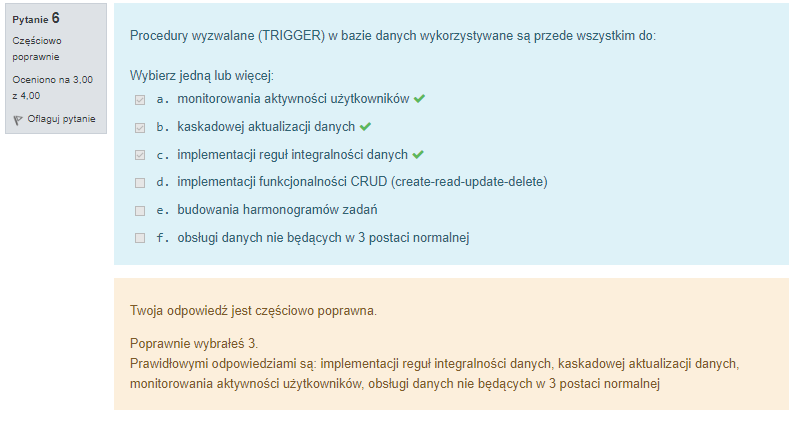 Pytanie 6
Częściowo
poprawnie
Oceniono na 3,00
z 4,00
Oflaguj pytanie
Procedury wyzwalane (TRIGGER) w bazie danych wykorzystywane są przede wszystkim do:
Wybierz jedną lub więcej:
a. monitorowania aktywności użytkowników
b. kaskadowej aktualizacji danych
c. implementacji reguł integralności danych
d. implementacji funkcjonalności CRUD (create-read-update-delete)
e. budowania harmonogramów zadań
f. obsługi danych nie będących w 3 postaci normalnej
Twoja odpowiedź jest częściowo poprawna.
Poprawnie wybrałeś 3.
Prawidłowymi odpowiedziami są: implementacji reguł integralności danych, kaskadowej aktualizacji danych,
monitorowania aktywności użytkowników, obsługi danych nie będących w 3 postaci normalnej